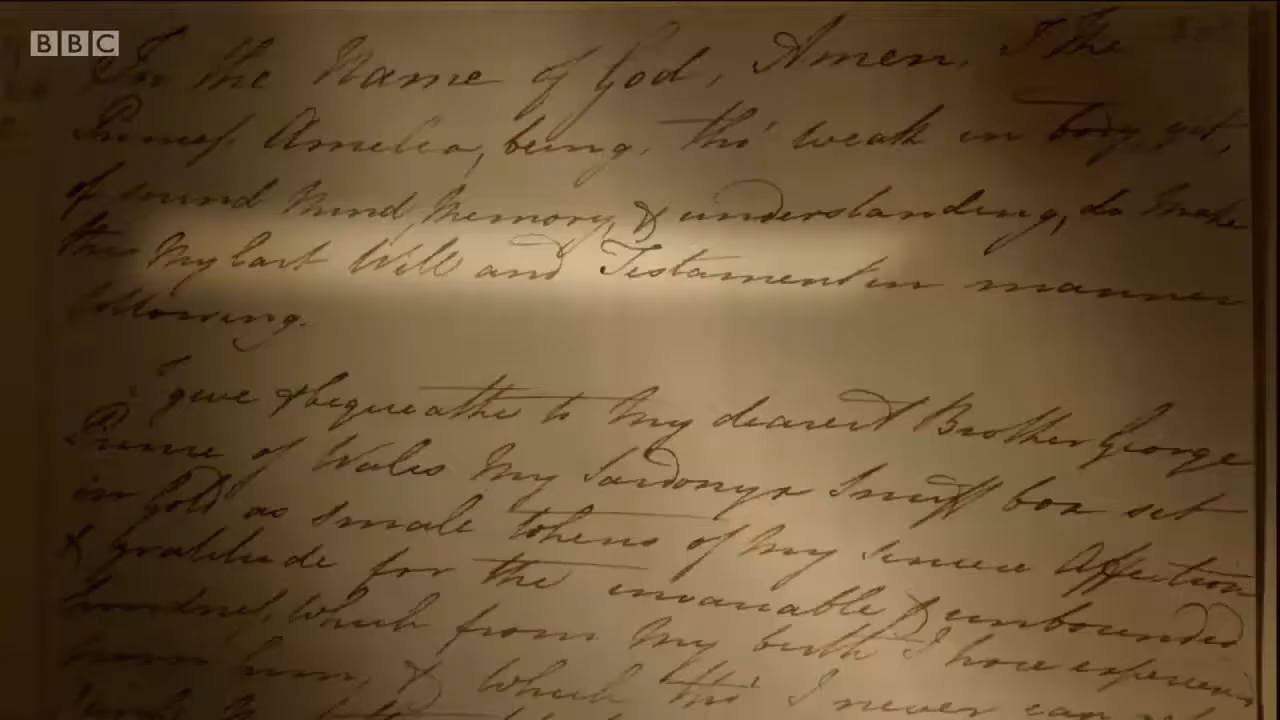 BBC
In the Name of God, Amen. I the
Princess Amelia, being, tho' weak in body, yet,
of sound Mind, Memory, & understanding, do Make
this My last Will and Testament in manner
following.
I give & bequeathe to My dearest Brother George
Prince of Wales My Sardonyx Snuff box set
in Gold as small tokens of My sincere Affection
& gratitude for the invariable & unbounded
kindness, which from My birth I have experienced
from him, & which tho' I never can